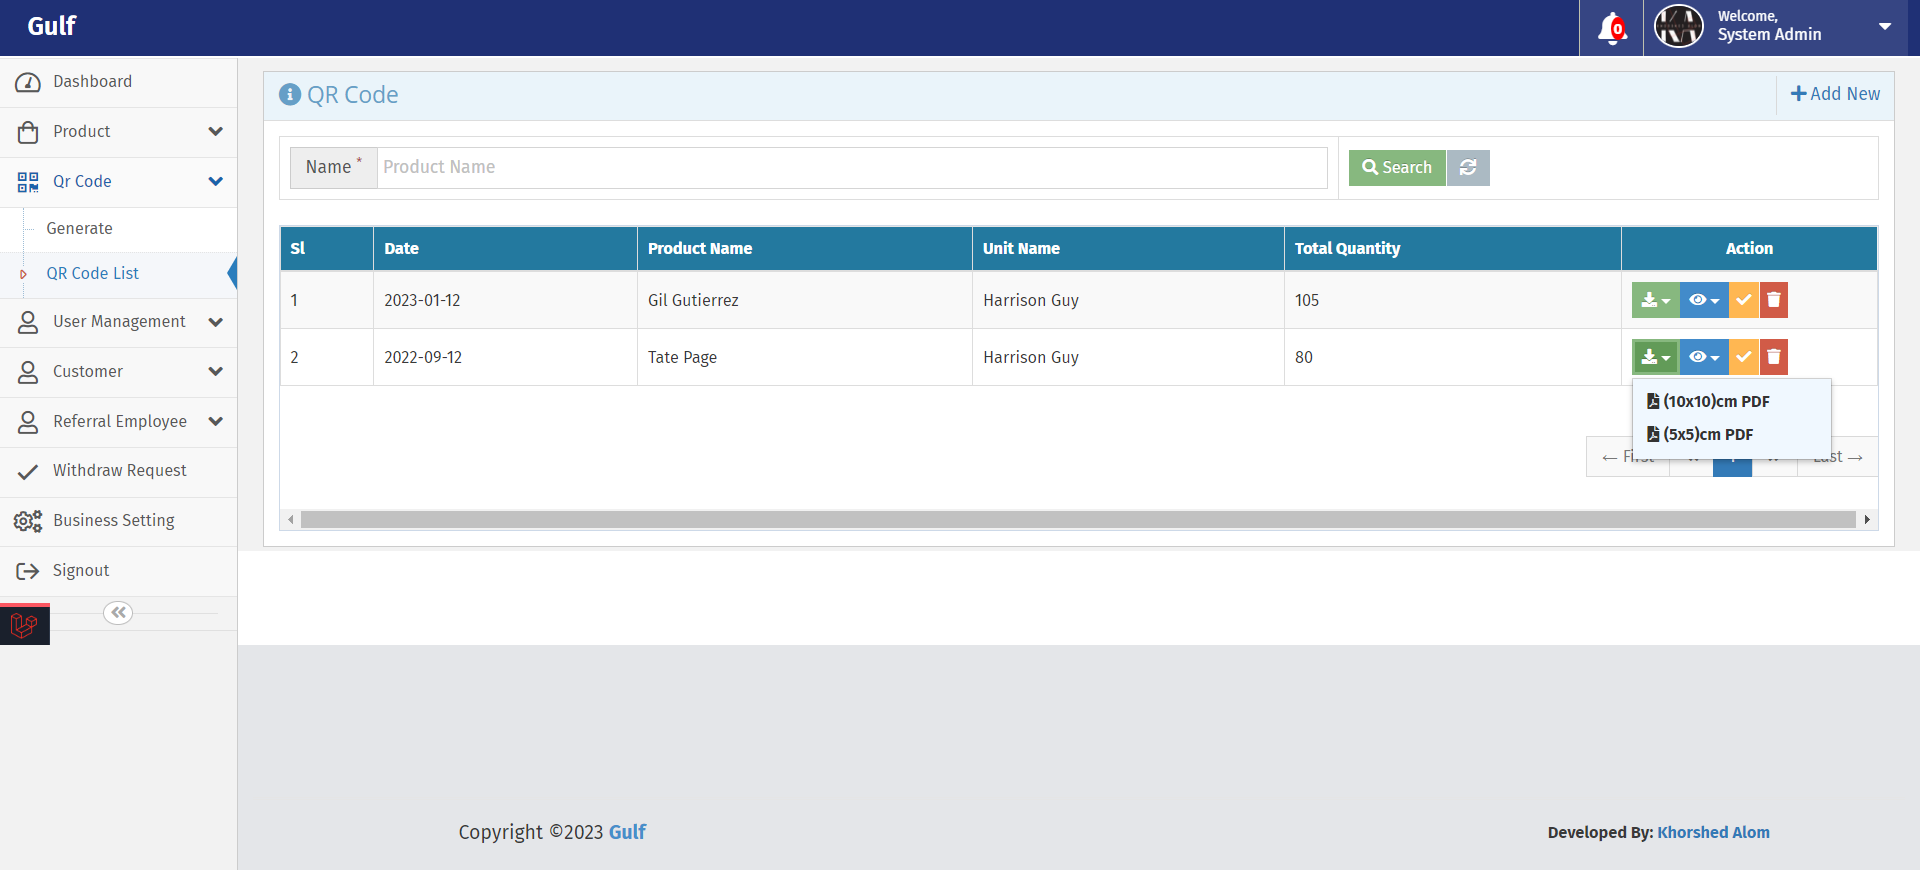 Gulf
0
Welcome,
System Admin
Dashboard
Product
Qr Code
Generate
QR Code List
User Management
Customer
Referral Employee
Withdraw Request
Business Setting
Signout
QR Code
Add New
Name *
Product Name
Search
Sl Date Product Name Unit Name Total Quantity Action
1 2023-01-12 Gil Gutierrez Harrison Guy 105
2 2022-09-12 Tate Page Harrison Guy 80
(10x10)cm PDF
(5x5)cm PDF
← First Last →
Copyright ©2023 Gulf
Developed By: Khorshed Alom